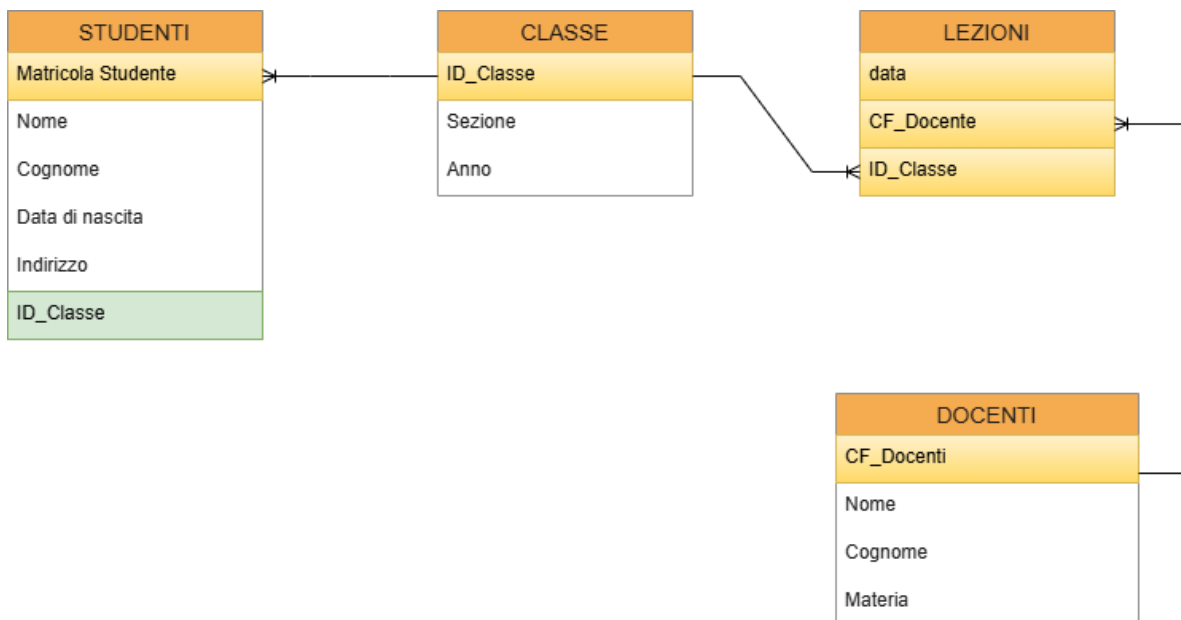 STUDENTI
Matricola Studente
Nome
Cognome
Data di nascita
Indirizzo
ID_Classe
CLASSE
ID_Classe
Sezione
Anno
LEZIONI
data
CF_Docente
ID_Classe
DOCENTI
CF_Docenti
Nome
Cognome
Materia